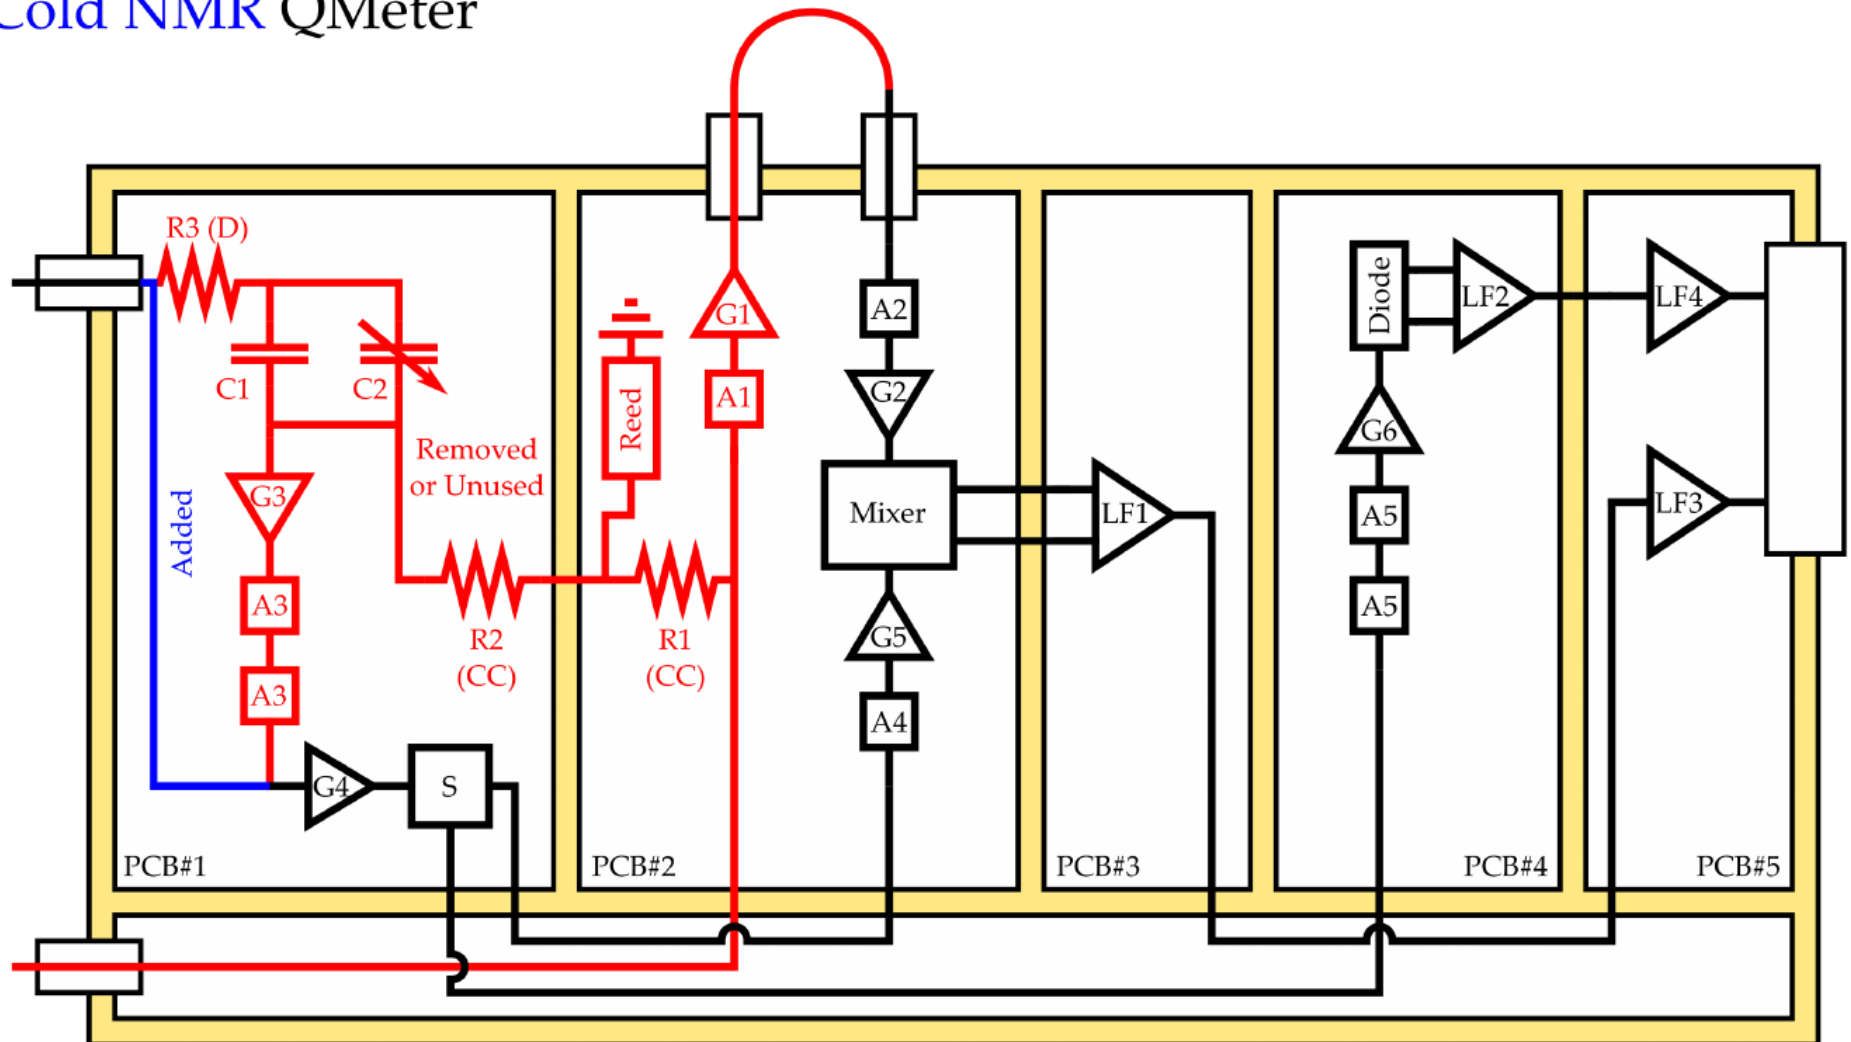 Cold NMR QMeter
R3 (D)
C1
C2
Removed
or Unused
G3
Added
A3
A3
R2
(CC)
G4
S
PCB#1
Reed
G1
A1
R1
(CC)
A2
G2
Mixer
G5
A4
PCB#2
LF1
PCB#3
Diode
LF2
G6
A5
A5
PCB#4
LF4
LF3
PCB#5